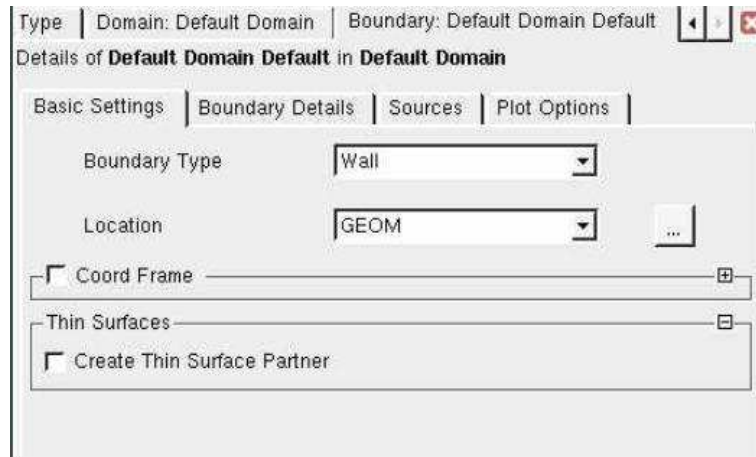 Type Domain: Default Domain Boundary: Default Domain Default
Details of Default Domain Default in Default Domain
Basic Settings Boundary Details Sources Plot Options
Boundary Type Wall
Location GEOM ...
Coord Frame
Thin Surfaces
Create Thin Surface Partner